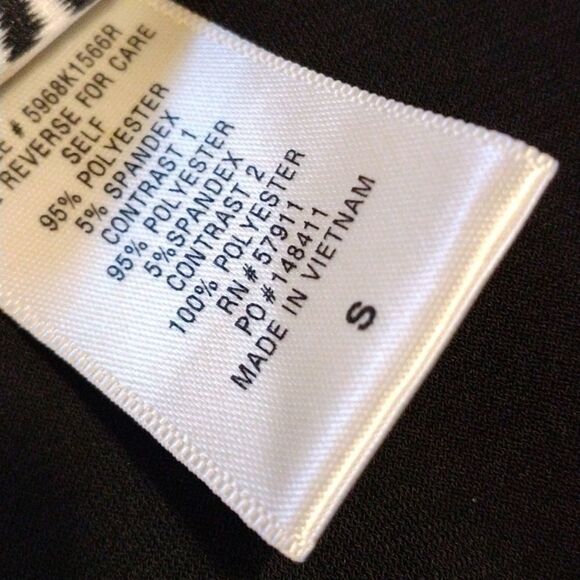 # 5968K1566R
REVERSE FOR CARE
SELF
95% POLYESTER
5% SPANDEX
CONTRAST 1
95% POLYESTER
5%SPANDEX
CONTRAST 2
100% POLYESTER
RN#57911
PO#148411
MADE IN VIETNAM
S